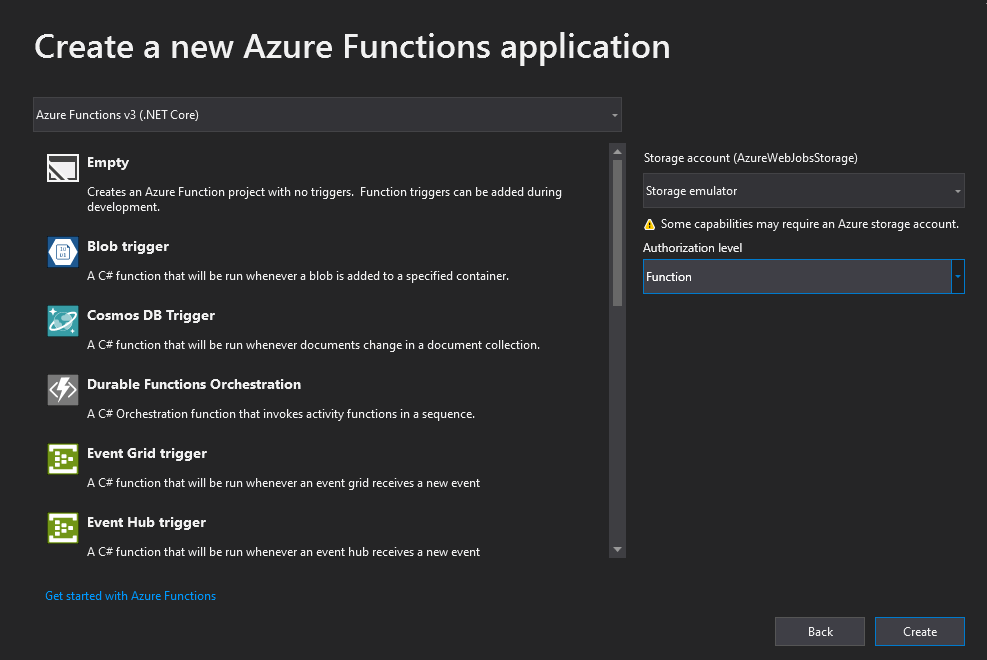 Create a new Azure Functions application
Azure Functions v3 (.NET Core)
Empty
Creates an Azure Function project with no triggers.  Function triggers can be added during
development.
Blob trigger
A C# function that will be run whenever a blob is added to a specified container.
Cosmos DB Trigger
A C# function that will be run whenever documents change in a document collection.
Durable Functions Orchestration
A C# Orchestration function that invokes activity functions in a sequence.
Event Grid trigger
A C# function that will be run whenever an event grid receives a new event
Event Hub trigger
A C# function that will be run whenever an event hub receives a new event
Storage account (AzureWebJobsStorage)
Storage emulator
Some capabilities may require an Azure storage account.
Authorization level
Function
Get started with Azure Functions
Back
Create